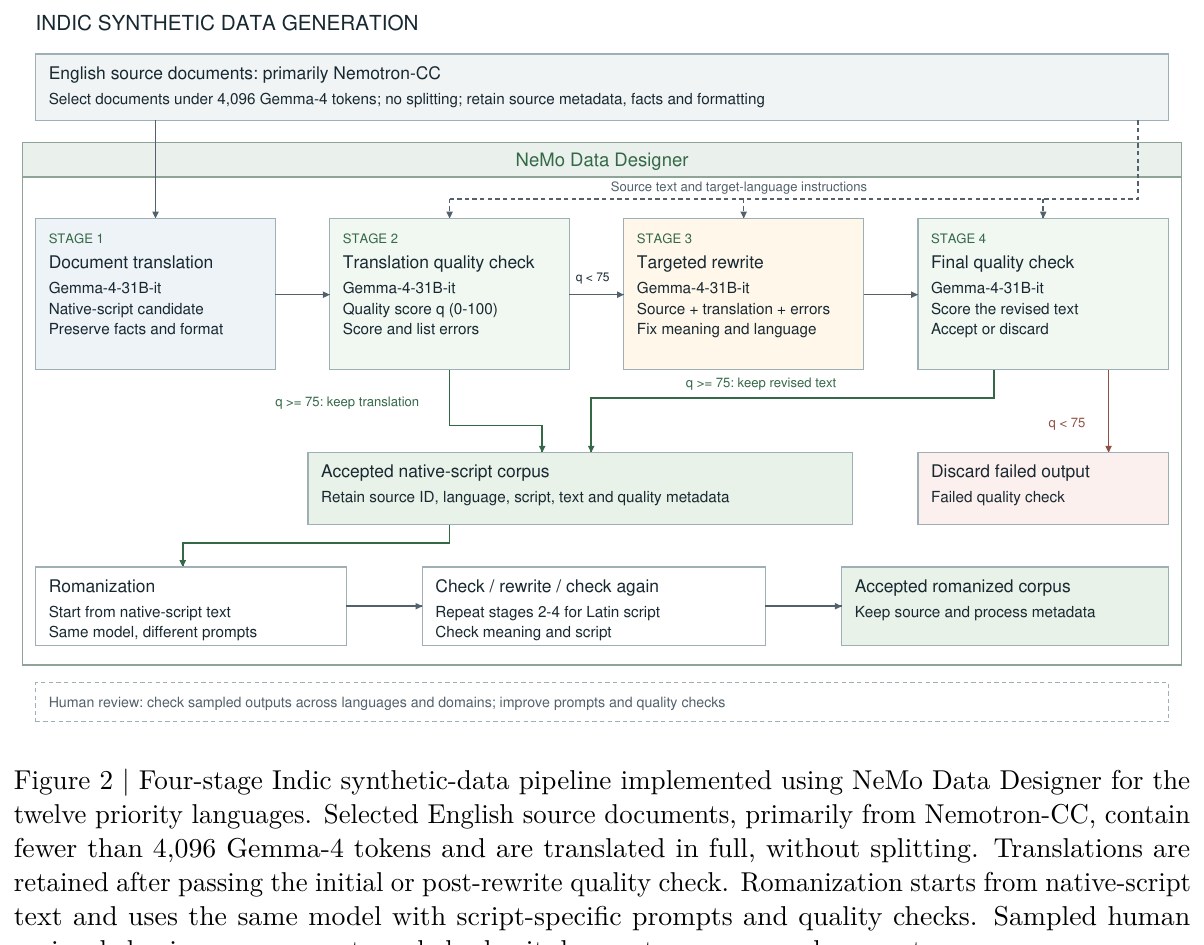 INDIC SYNTHETIC DATA GENERATION
English source documents: primarily Nemotron-CC
Select documents under 4,096 Gemma-4 tokens; no splitting; retain source metadata, facts and formatting
NeMo Data Designer
Source text and target-language instructions
STAGE 1
Document translation
Gemma-4-31B-it
Native-script candidate
Preserve facts and format
STAGE 2
Translation quality check
Gemma-4-31B-it
Quality score q (0-100)
Score and list errors
q < 75
STAGE 3
Targeted rewrite
Gemma-4-31B-it
Source + translation + errors
Fix meaning and language
STAGE 4
Final quality check
Gemma-4-31B-it
Score the revised text
Accept or discard
q >= 75: keep translation
q >= 75: keep revised text
q < 75
Accepted native-script corpus
Retain source ID, language, script, text and quality metadata
Discard failed output
Failed quality check
Romanization
Start from native-script text
Same model, different prompts
Check / rewrite / check again
Repeat stages 2-4 for Latin script
Check meaning and script
Accepted romanized corpus
Keep source and process metadata
Human review: check sampled outputs across languages and domains; improve prompts and quality checks
Figure 2 | Four-stage Indic synthetic-data pipeline implemented using NeMo Data Designer for the
twelve priority languages. Selected English source documents, primarily from Nemotron-CC, contain
fewer than 4,096 Gemma-4 tokens and are translated in full, without splitting. Translations are
retained after passing the initial or post-rewrite quality check. Romanization starts from native-script
text and uses the same model with script-specific prompts and quality checks. Sampled human